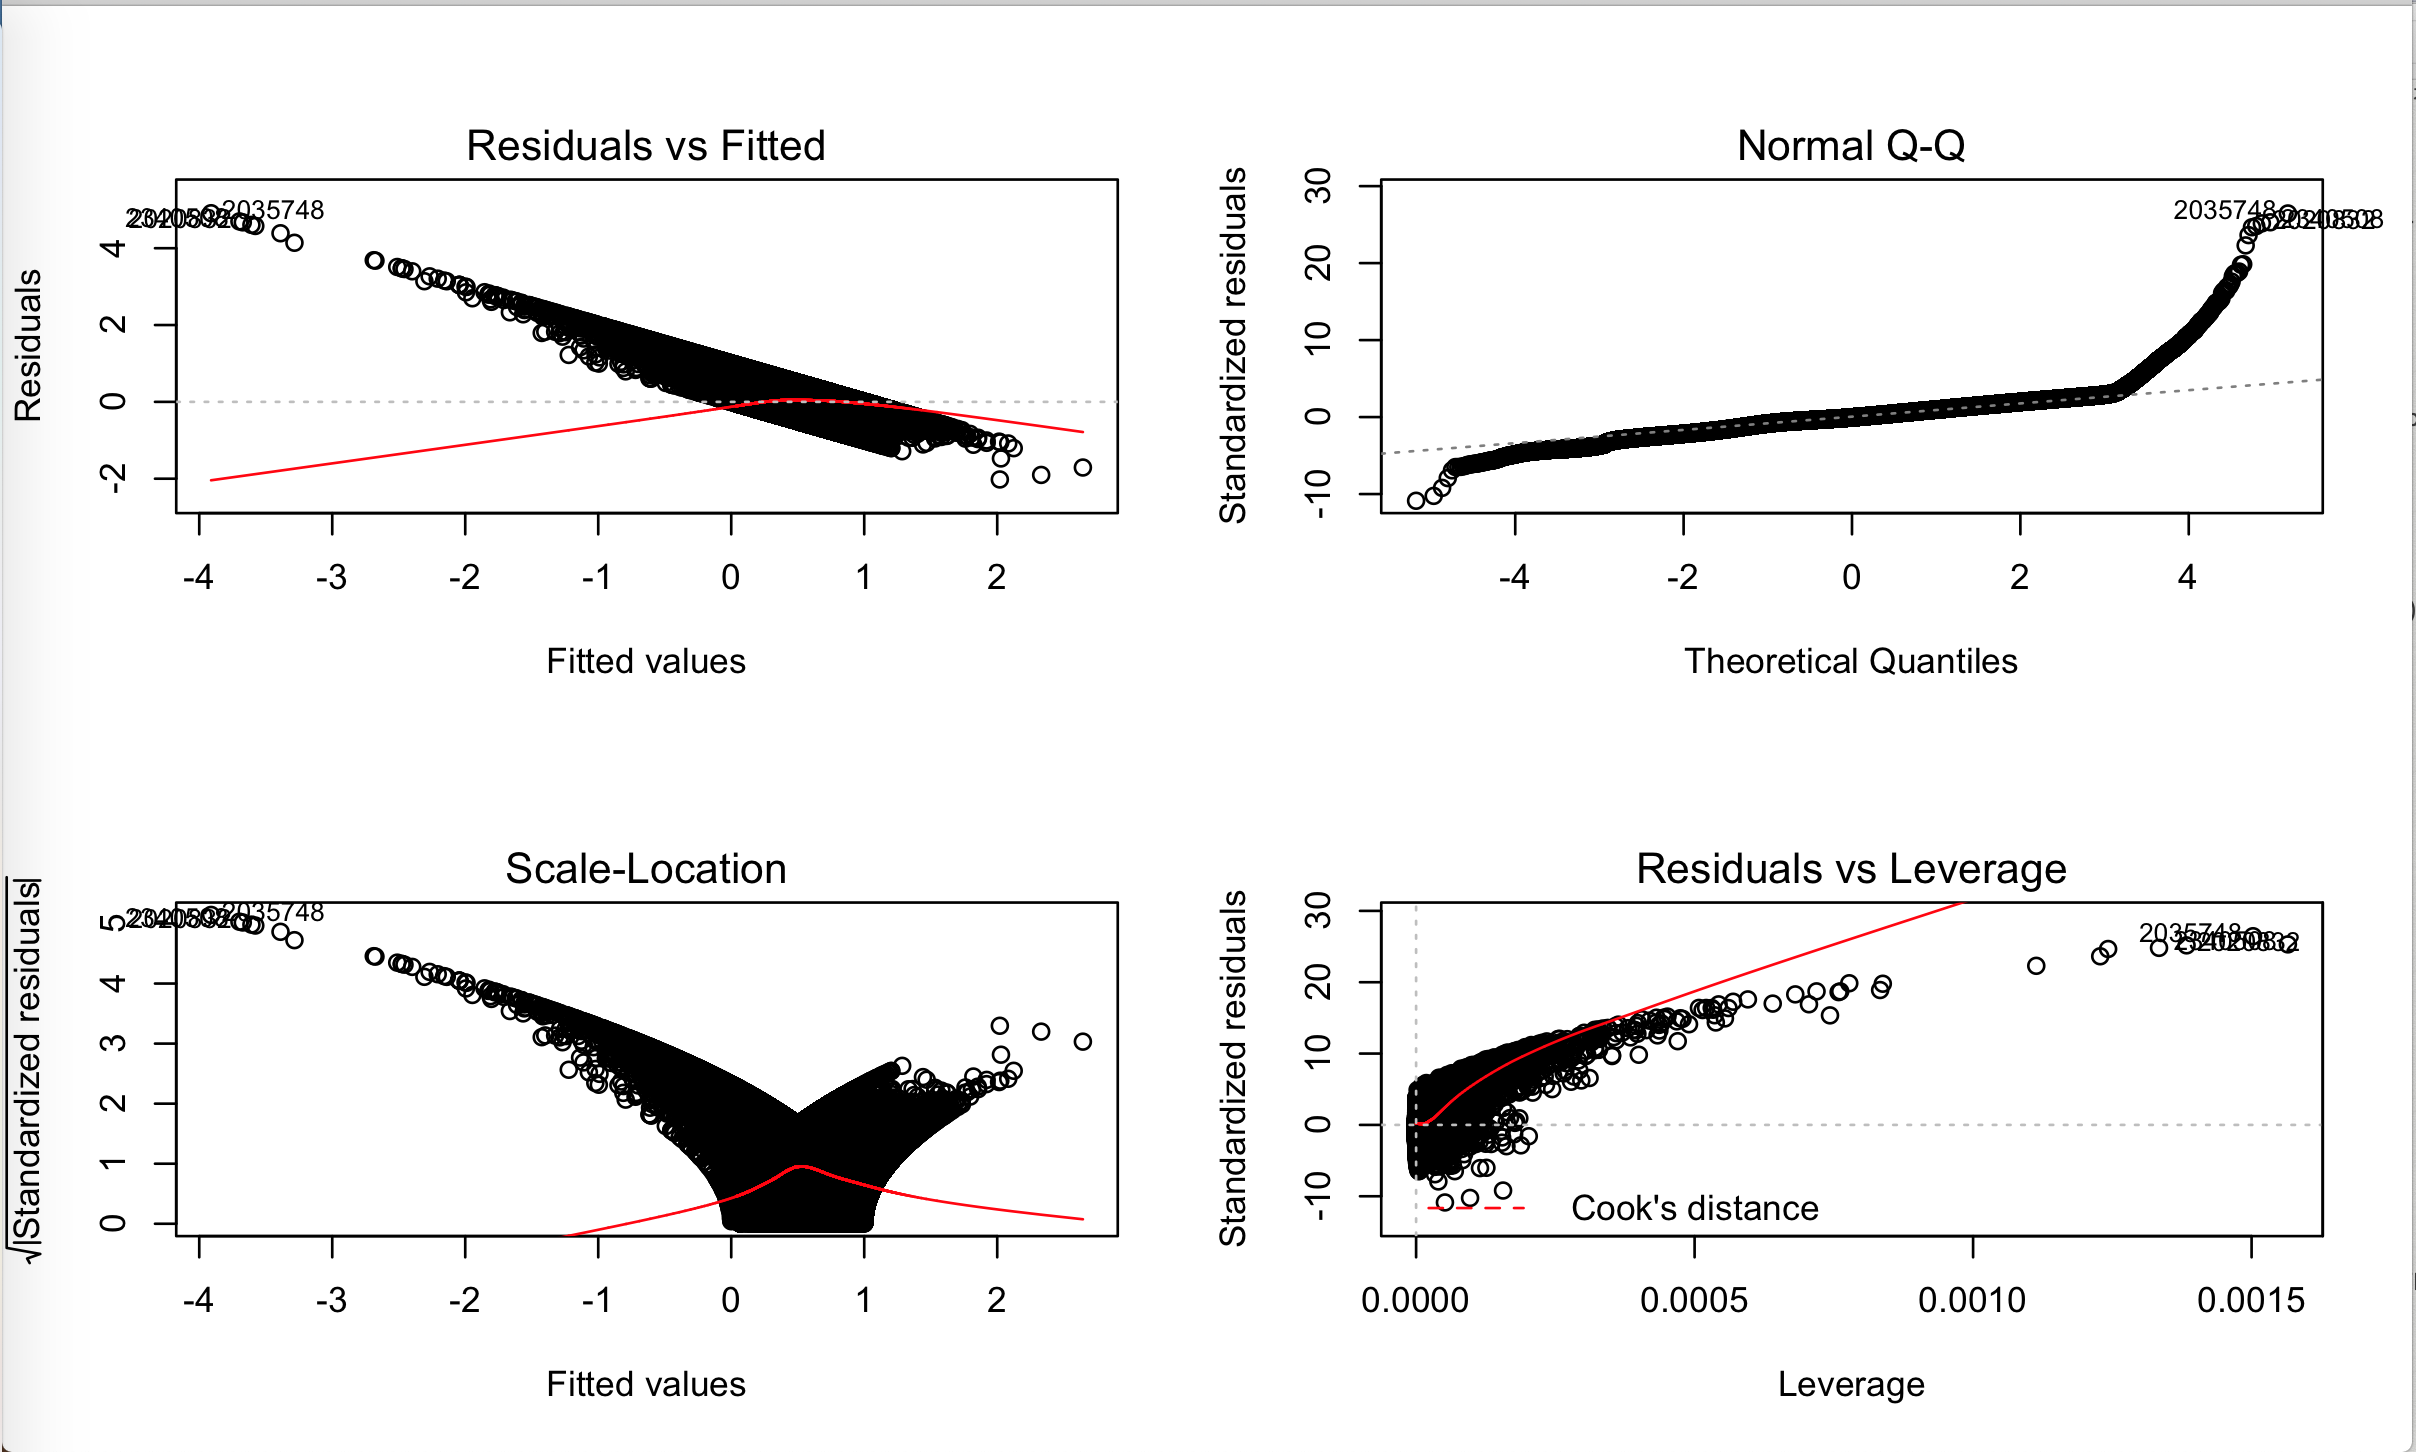 Residuals vs Fitted
Residuals
2035748
4
2
0
-2
-4 -3 -2 -1 0 1 2
Fitted values
Normal Q-Q
Standardized residuals
2035748
30
20
10
0
-10
-4 -2 0 2 4
Theoretical Quantiles
Scale-Location
√|Standardized residuals|
2035748
5
4
3
2
1
0
-4 -3 -2 -1 0 1 2
Fitted values
Residuals vs Leverage
Standardized residuals
2035748
30
20
10
0
-10
Cook's distance
0.0000 0.0005 0.0010 0.0015
Leverage